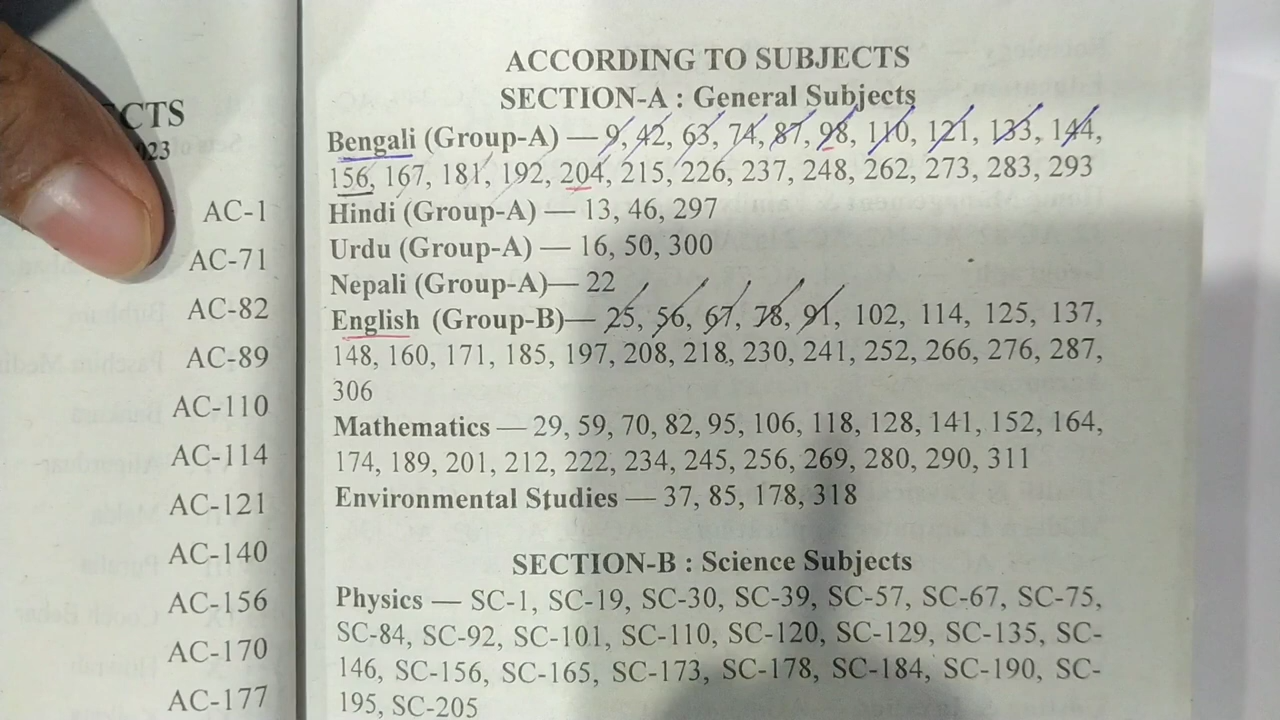 ECTS
023
AC-1
AC-71
AC-82
AC-89
AC-110
AC-114
AC-121
AC-140
AC-156
AC-170
AC-177
ACCORDING TO SUBJECTS
SECTION-A : General Subjects
Bengali (Group-A) — 9, 42, 63, 74, 87, 98, 110, 121, 133, 144,
156, 167, 181, 192, 204, 215, 226, 237, 248, 262, 273, 283, 293
Hindi (Group-A) — 13, 46, 297
Urdu (Group-A) — 16, 50, 300
Nepali (Group-A)— 22
English (Group-B)— 25, 56, 67, 78, 91, 102, 114, 125, 137,
148, 160, 171, 185, 197, 208, 218, 230, 241, 252, 266, 276, 287,
306
Mathematics — 29, 59, 70, 82, 95, 106, 118, 128, 141, 152, 164,
174, 189, 201, 212, 222, 234, 245, 256, 269, 280, 290, 311
Environmental Studies — 37, 85, 178, 318
SECTION-B : Science Subjects
Physics — SC-1, SC-19, SC-30, SC-39, SC-57, SC-67, SC-75,
SC-84, SC-92, SC-101, SC-110, SC-120, SC-129, SC-135, SC-
146, SC-156, SC-165, SC-173, SC-178, SC-184, SC-190, SC-
195, SC-205